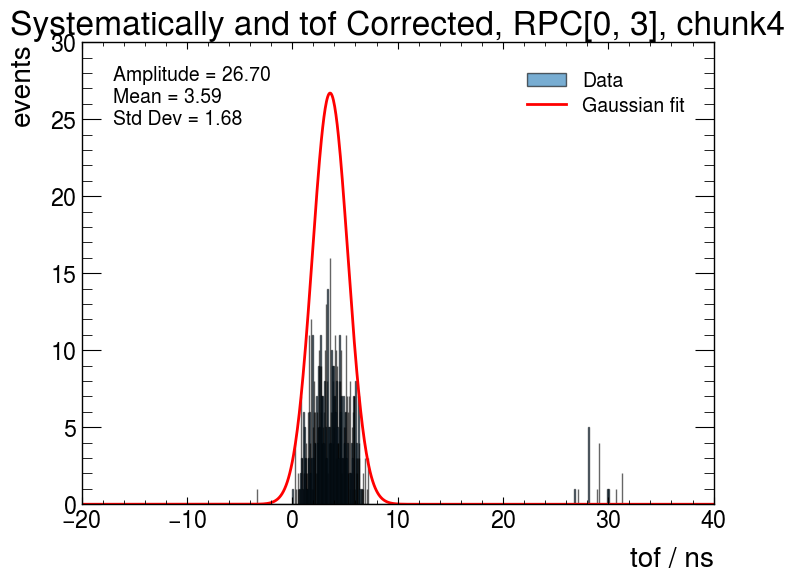 Systematically and tof Corrected, RPC[0, 3], chunk4
events
30
25
20
15
10
5
0
Amplitude = 26.70
Mean = 3.59
Std Dev = 1.68
Data
Gaussian fit
−20
−10
0
10
20
30
40
tof / ns